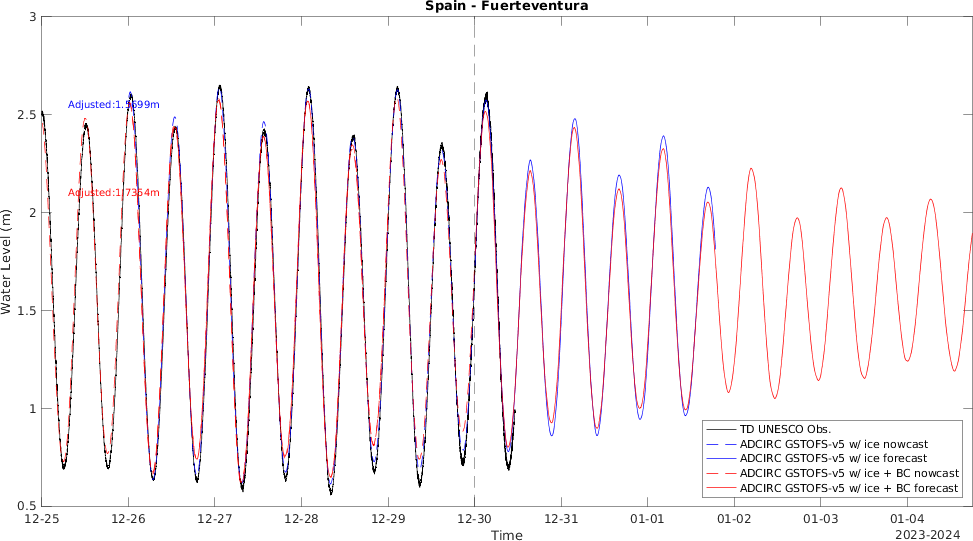 Spain - Fuerteventura
3
2.5
2
1.5
1
0.5
Water Level (m)
Adjusted:1.5699m
Adjusted:1.7354m
12-25
12-26
12-27
12-28
12-29
12-30
12-31
01-01
01-02
01-03
01-04
Time
2023-2024
TD UNESCO Obs.
ADCIRC GSTOFS-v5 w/ ice nowcast
ADCIRC GSTOFS-v5 w/ ice forecast
ADCIRC GSTOFS-v5 w/ ice + BC nowcast
ADCIRC GSTOFS-v5 w/ ice + BC forecast